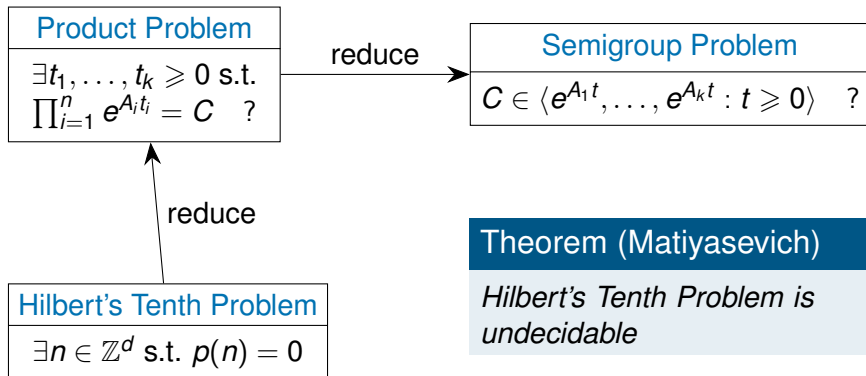 Product Problem
∃t₁, …, tₖ ⩾ 0 s.t.
∏ⁿᵢ₌₁ e^{Aᵢtᵢ} = C ?
reduce
Semigroup Problem
C ∈ ⟨e^{A₁t}, …, e^{Aₖt} : t ⩾ 0⟩ ?
reduce
Hilbert's Tenth Problem
∃n ∈ ℤᵈ s.t. p(n) = 0
Theorem (Matiyasevich)
Hilbert's Tenth Problem is
undecidable